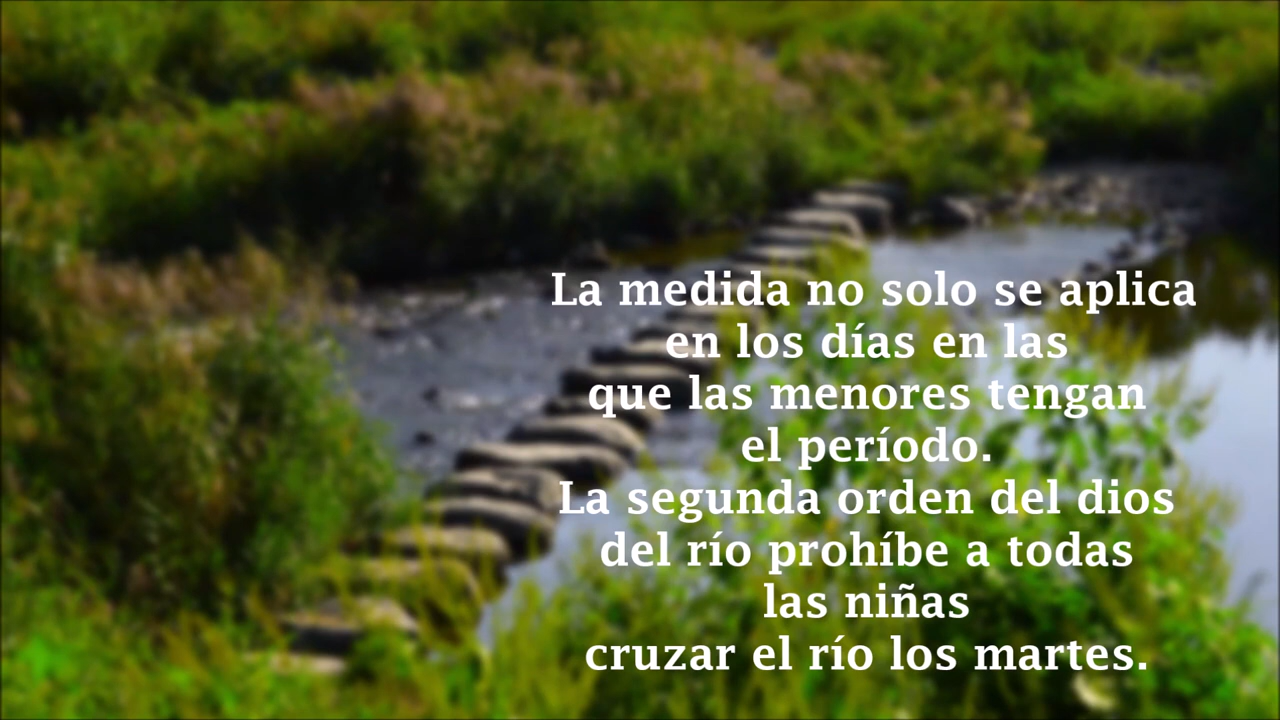 La medida no solo se aplica
en los días en las
que las menores tengan
el período.
La segunda orden del dios
del río prohíbe a todas
las niñas
cruzar el río los martes.